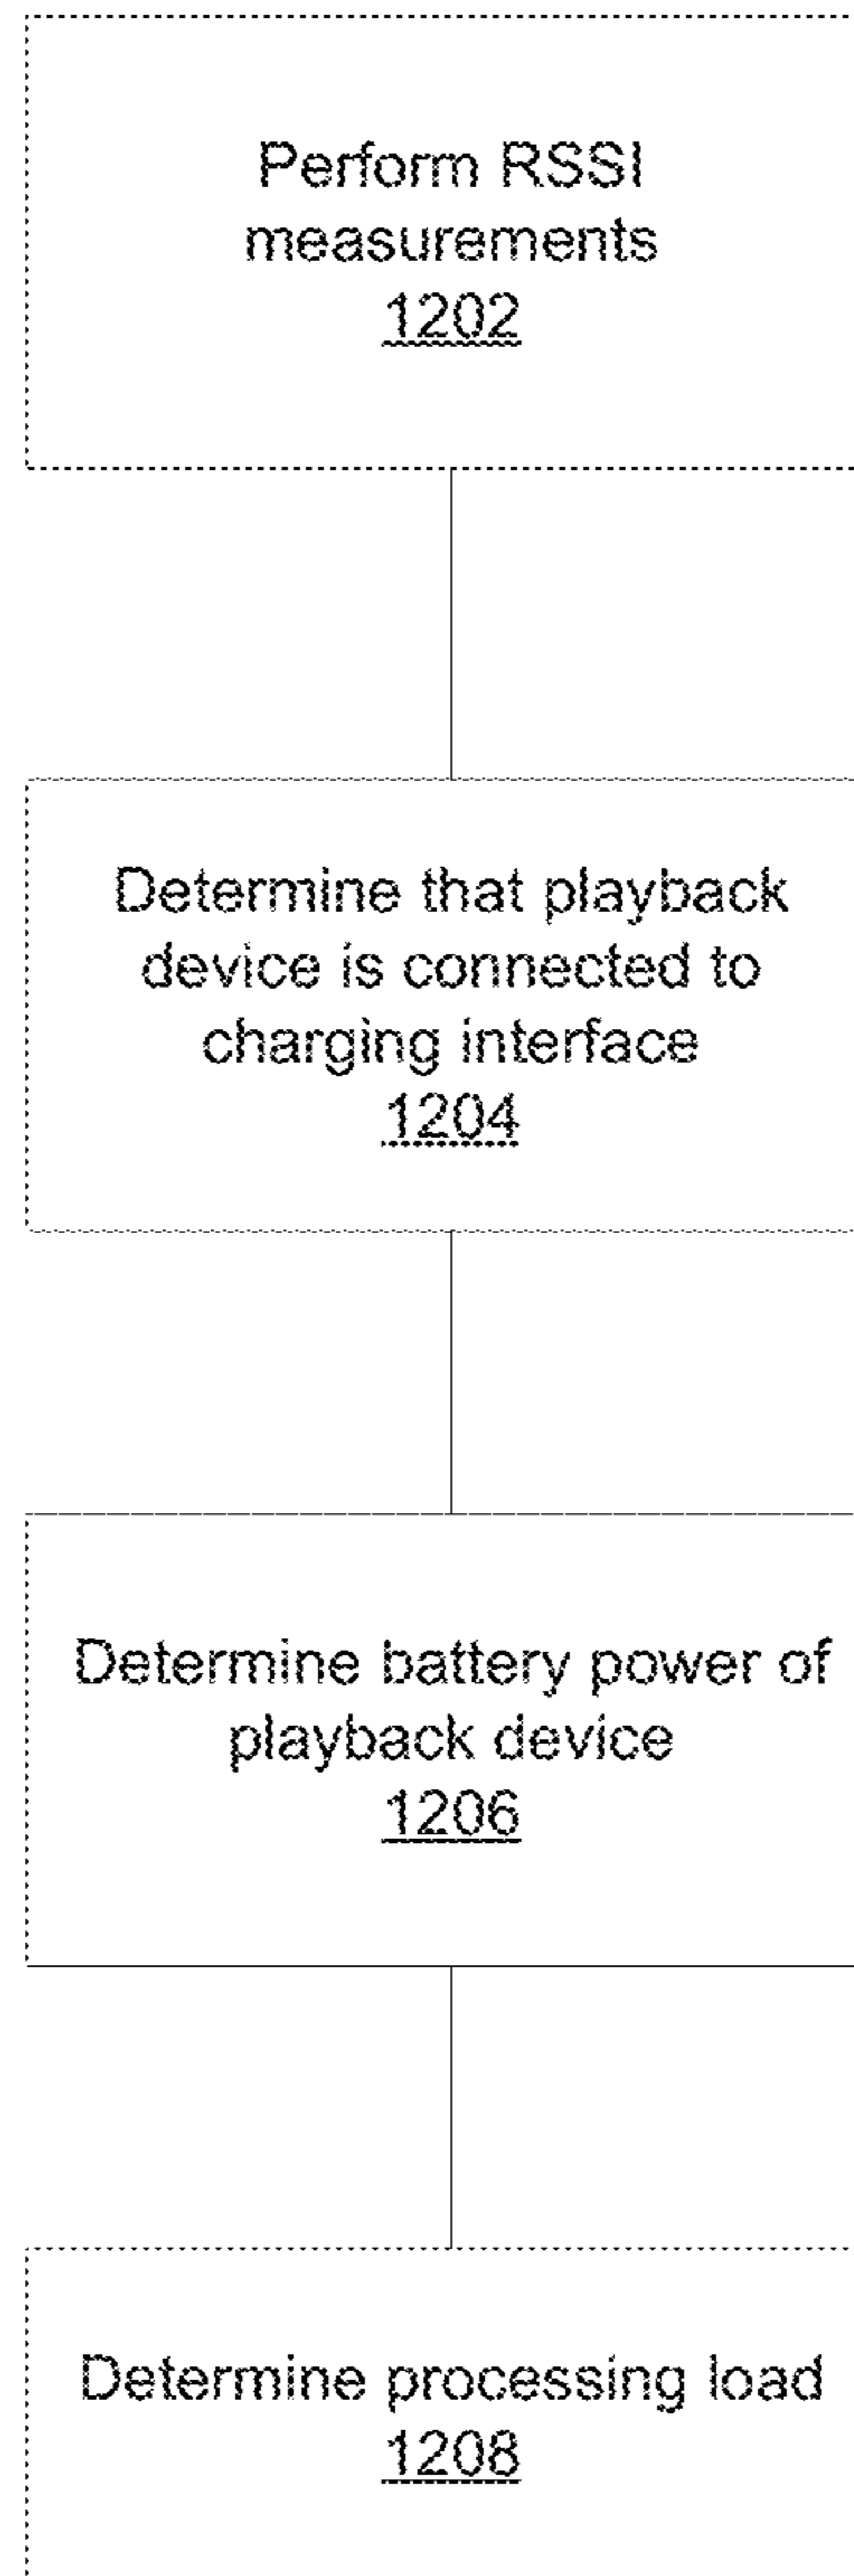 Perform RSSI
measurements
1202
Determine that playback
device is connected to
charging interface
1204
Determine battery power of
playback device
1206
Determine processing load
1208